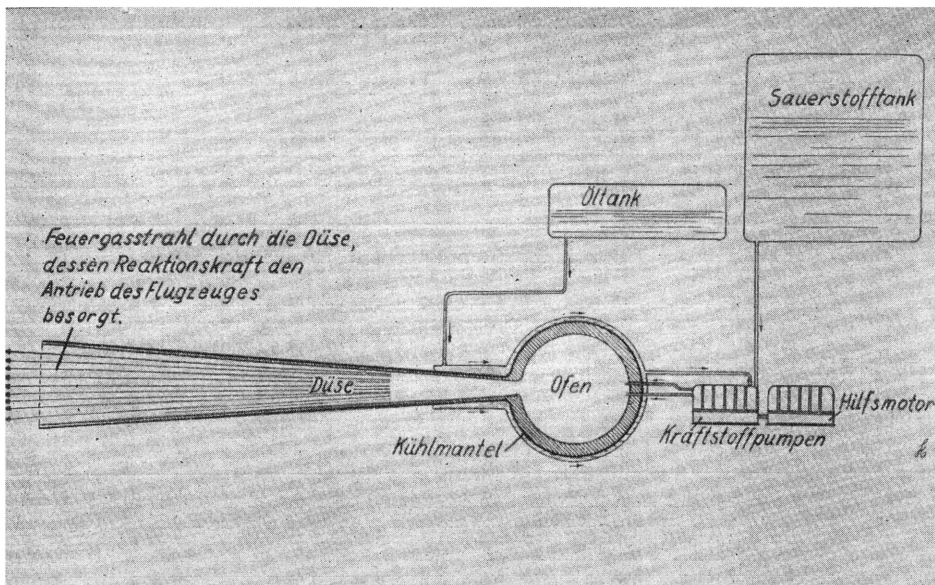 Sauerstofftank
Öltank
Feuergasstrahl durch die Düse,
dessen Reaktionskraft den
Antrieb des Flugzeuges
besorgt.
Düse
Ofen
Hilfsmotor
Kraftstoffpumpen
Kühlmantel